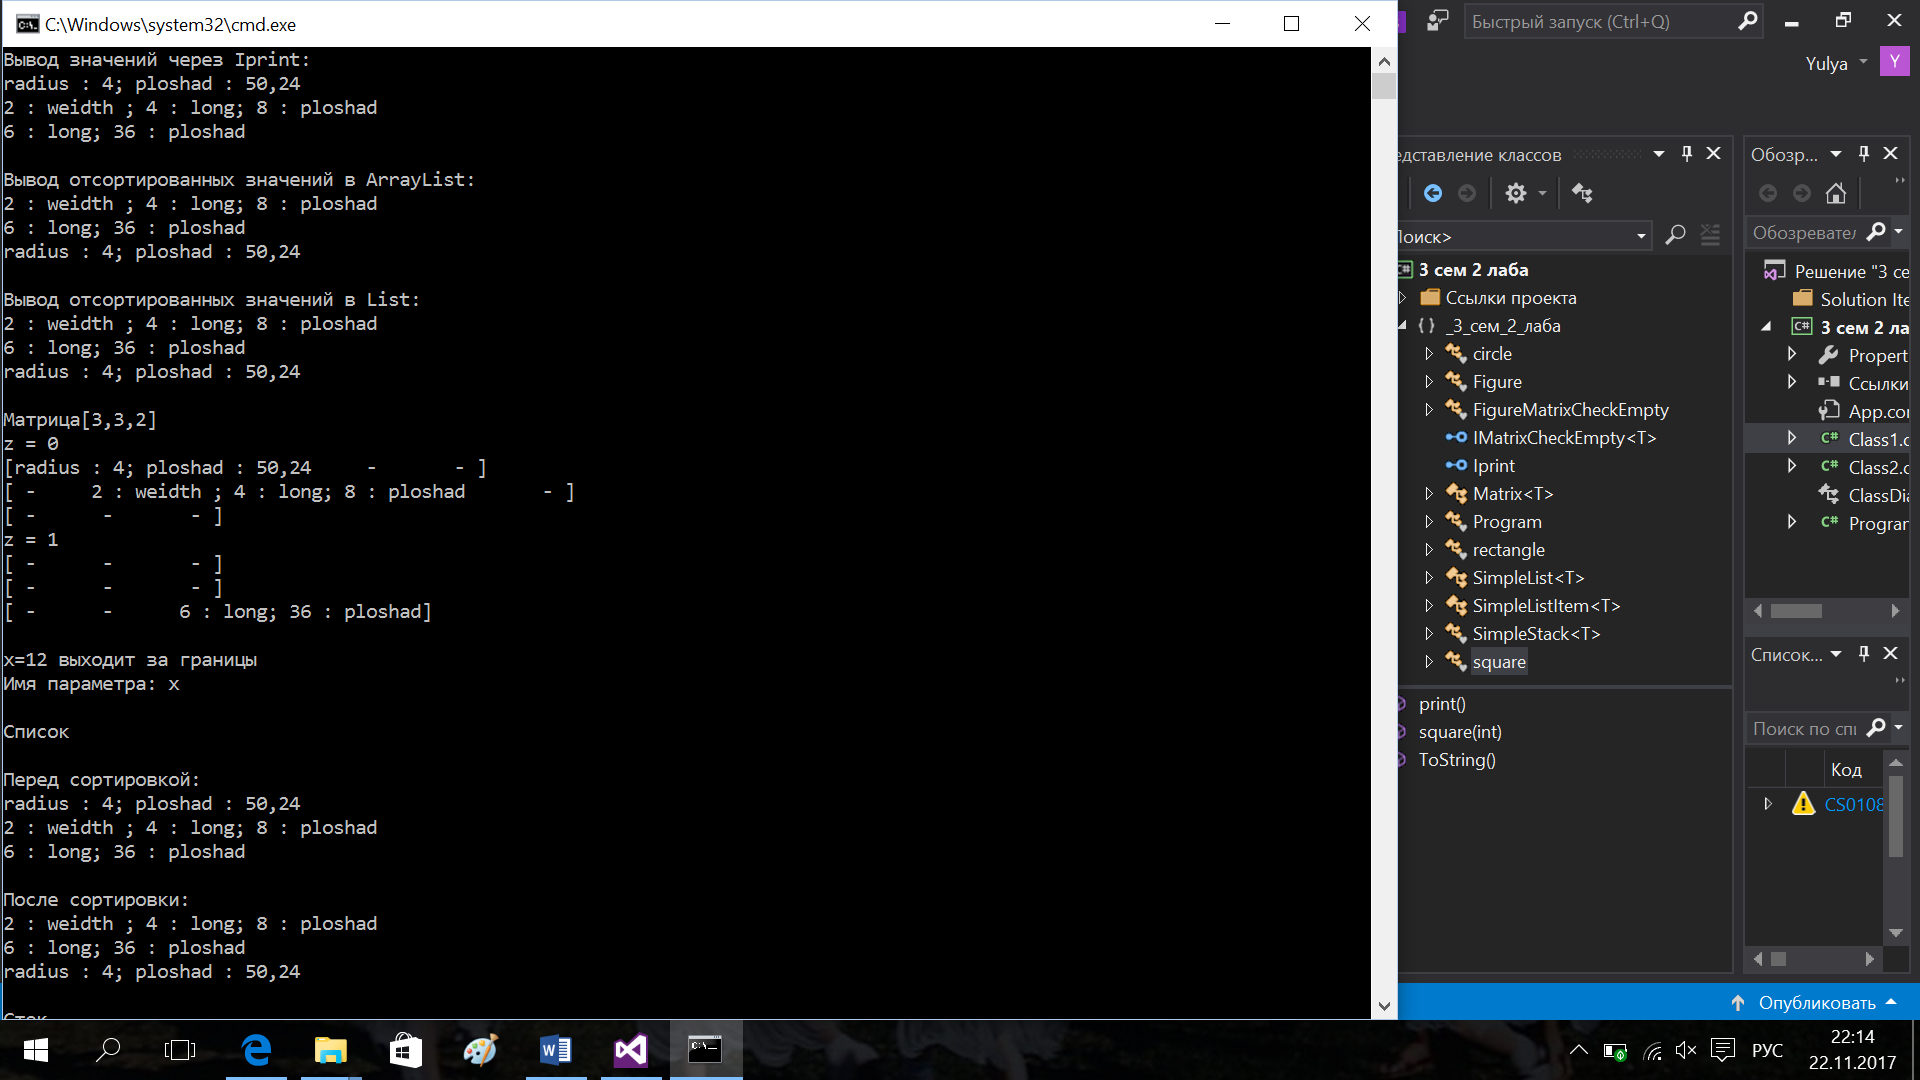 C:\Windows\system32\cmd.exe
Вывод значений через Iprint:
radius : 4; ploshad : 50,24
2 : weidth ; 4 : long; 8 : ploshad
6 : long; 36 : ploshad
Вывод отсортированных значений в ArrayList:
2 : weidth ; 4 : long; 8 : ploshad
6 : long; 36 : ploshad
radius : 4; ploshad : 50,24
Вывод отсортированных значений в List:
2 : weidth ; 4 : long; 8 : ploshad
6 : long; 36 : ploshad
radius : 4; ploshad : 50,24
Матрица[3,3,2]
z = 0
[radius : 4; ploshad : 50,24 - - ]
[ - 2 : weidth ; 4 : long; 8 : ploshad - ]
[ - - - ]
z = 1
[ - - - ]
[ - - - ]
[ - - 6 : long; 36 : ploshad]
x=12 выходит за границы
Имя параметра: x
Список
Перед сортировкой:
radius : 4; ploshad : 50,24
2 : weidth ; 4 : long; 8 : ploshad
6 : long; 36 : ploshad
После сортировки:
2 : weidth ; 4 : long; 8 : ploshad
6 : long; 36 : ploshad
radius : 4; ploshad : 50,24
Быстрый запуск (Ctrl+Q)
Yulya
Y
едставление классов
Поиск>
3 сем 2 лаба
Ссылки проекта
_3_сем_2_лаба
circle
Figure
FigureMatrixCheckEmpty
IMatrixCheckEmpty<T>
Iprint
Matrix<T>
Program
rectangle
SimpleList<T>
SimpleListItem<T>
SimpleStack<T>
square
print()
square(int)
ToString()
Обозр...
Обозревател
Решение "3 се
Solution Ite
3 сем 2 ла
Propert
Ссылки
App.co
Class1.c
Class2.c
ClassDia
Progran
Список...
Поиск по спи
Код
CS0108
Опубликовать
РУС
22:14
22.11.2017